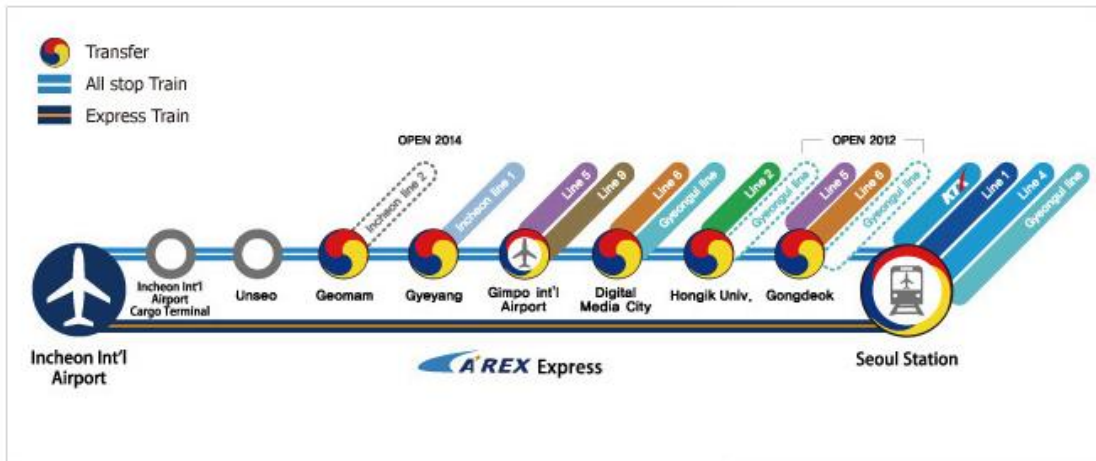 Transfer
All stop Train
Express Train
OPEN 2014
OPEN 2012
Incheon line 2
Incheon line 1
Line 5
Line 9
Line 6
Gyeongui line
Line 2
Gyeongui line
Line 5
Line 6
Gyeongui line
KTX
Line 1
Line 4
Gyeongui line
Incheon Int'l
Airport
Incheon Int'l
Airport
Cargo Terminal
Unseo
Geomam
Gyeyang
Gimpo int'l
Airport
Digital
Media City
Hongik Univ.
Gongdeok
Seoul Station
A'REX Express